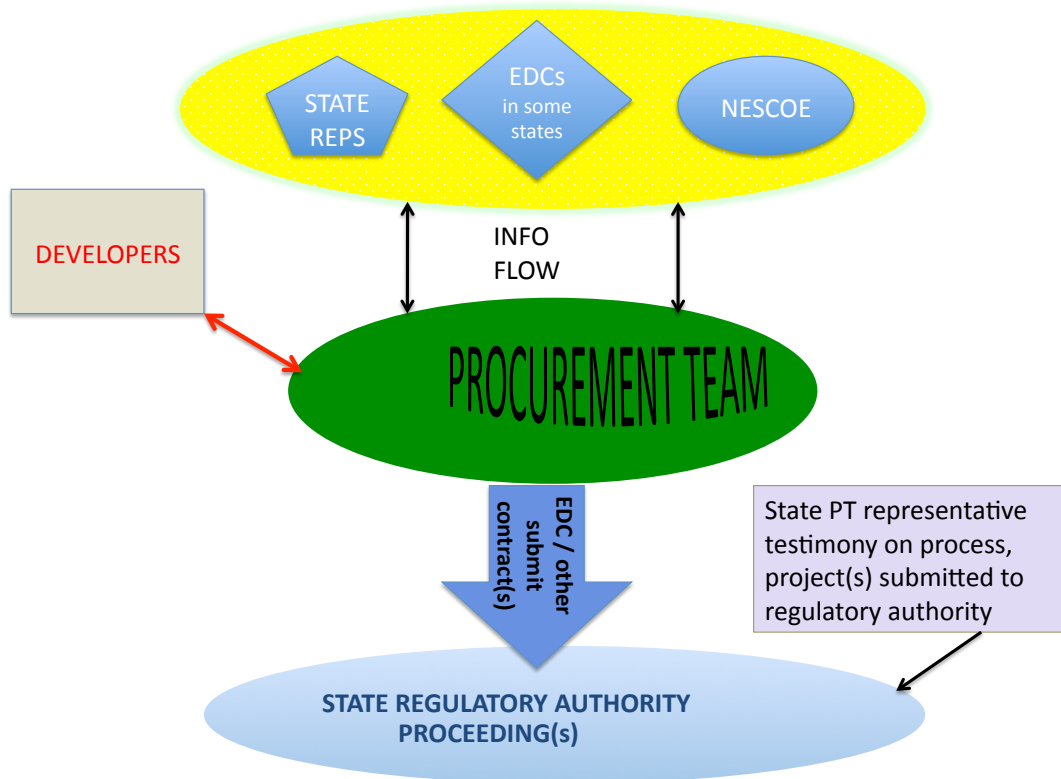 STATE
REPS
EDCs
in some
states
NESCOE
DEVELOPERS
INFO
FLOW
PROCUREMENT TEAM
EDC / other
submit
contract(s)
State PT representative
testimony on process,
project(s) submitted to
regulatory authority
STATE REGULATORY AUTHORITY
PROCEEDING(s)